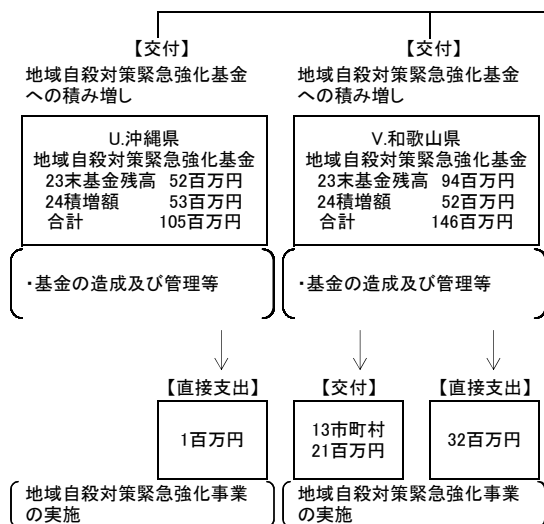 【交付】
地域自殺対策緊急強化基金
への積み増し
U.沖縄県
地域自殺対策緊急強化基金
23末基金残高 52百万円
24積増額 53百万円
合計 105百万円
・基金の造成及び管理等
【直接支出】
1百万円
地域自殺対策緊急強化事業
の実施
【交付】
地域自殺対策緊急強化基金
への積み増し
V.和歌山県
地域自殺対策緊急強化基金
23末基金残高 94百万円
24積増額 52百万円
合計 146百万円
・基金の造成及び管理等
【交付】
13市町村
21百万円
【直接支出】
32百万円
地域自殺対策緊急強化事業
の実施